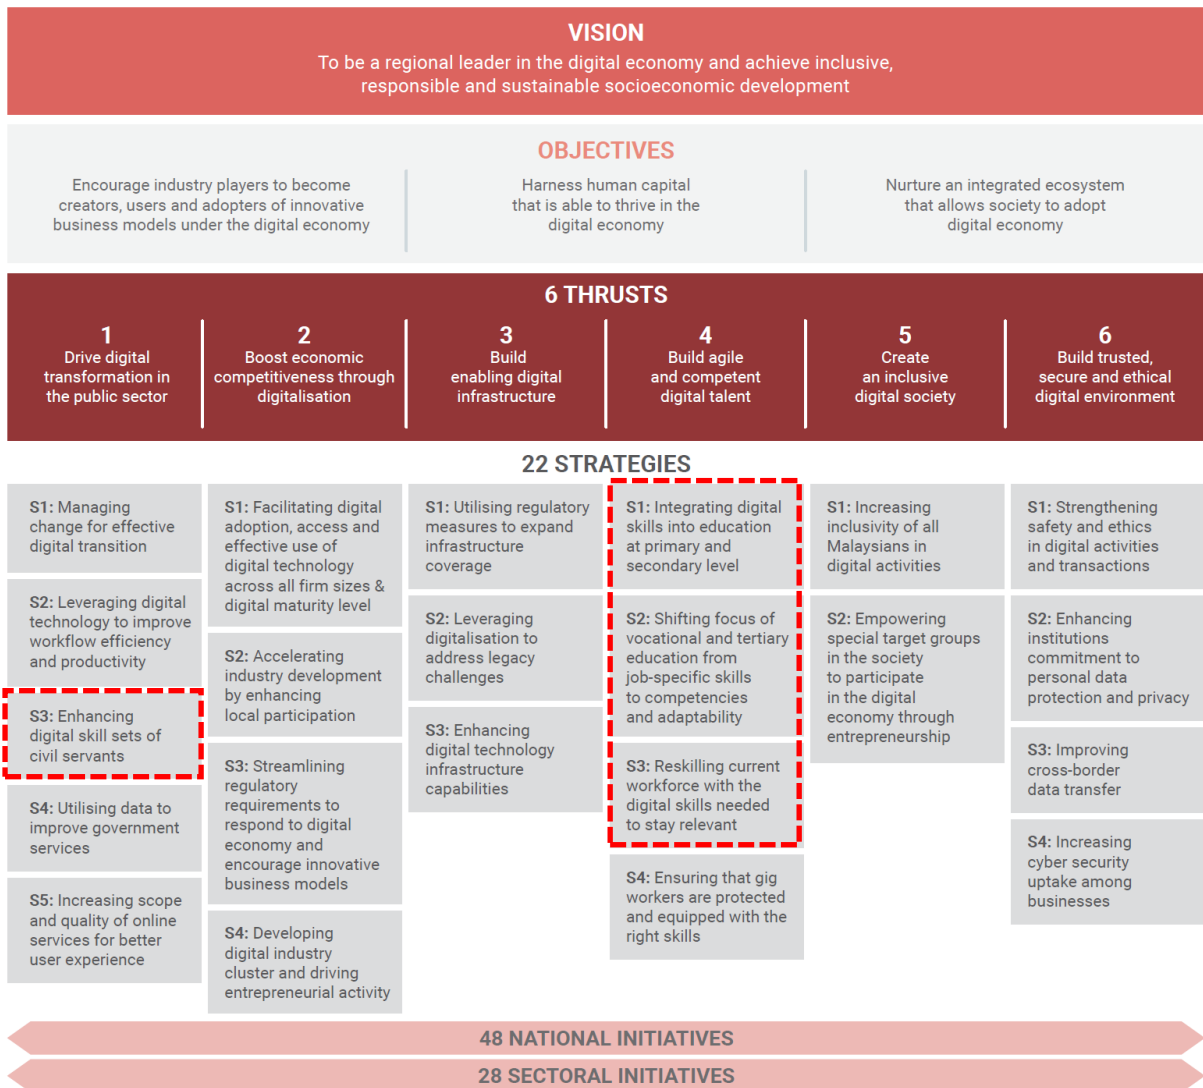 VISION
To be a regional leader in the digital economy and achieve inclusive,
responsible and sustainable socioeconomic development
OBJECTIVES
Encourage industry players to become
creators, users and adopters of innovative
business models under the digital economy
Harness human capital
that is able to thrive in the
digital economy
Nurture an integrated ecosystem
that allows society to adopt
digital economy
6 THRUSTS
1
Drive digital
transformation in
the public sector
2
Boost economic
competitiveness through
digitalisation
3
Build
enabling digital
infrastructure
4
Build agile
and competent
digital talent
5
Create
an inclusive
digital society
6
Build trusted,
secure and ethical
digital environment
22 STRATEGIES
S1: Managing
change for effective
digital transition
S2: Leveraging digital
technology to improve
workflow efficiency
and productivity
S3: Enhancing
digital skill sets of
civil servants
S4: Utilising data to
improve government
services
S5: Increasing scope
and quality of online
services for better
user experience
S1: Facilitating digital
adoption, access and
effective use of
digital technology
across all firm sizes &
digital maturity level
S2: Accelerating
industry development
by enhancing
local participation
S3: Streamlining
regulatory
requirements to
respond to digital
economy and
encourage innovative
business models
S4: Developing
digital industry
cluster and driving
entrepreneurial activity
S1: Utilising regulatory
measures to expand
infrastructure
coverage
S2: Leveraging
digitalisation to
address legacy
challenges
S3: Enhancing
digital technology
infrastructure
capabilities
S1: Integrating digital
skills into education
at primary and
secondary level
S2: Shifting focus of
vocational and tertiary
education from
job-specific skills
to competencies
and adaptability
S3: Reskilling current
workforce with the
digital skills needed
to stay relevant
S4: Ensuring that gig
workers are protected
and equipped with the
right skills
S1: Increasing
inclusivity of all
Malaysians in
digital activities
S2: Empowering
special target groups
in the society
to participate
in the digital
economy through
entrepreneurship
S1: Strengthening
safety and ethics
in digital activities
and transactions
S2: Enhancing
institutions
commitment to
personal data
protection and privacy
S3: Improving
cross-border
data transfer
S4: Increasing
cyber security
uptake among
businesses
48 NATIONAL INITIATIVES
28 SECTORAL INITIATIVES